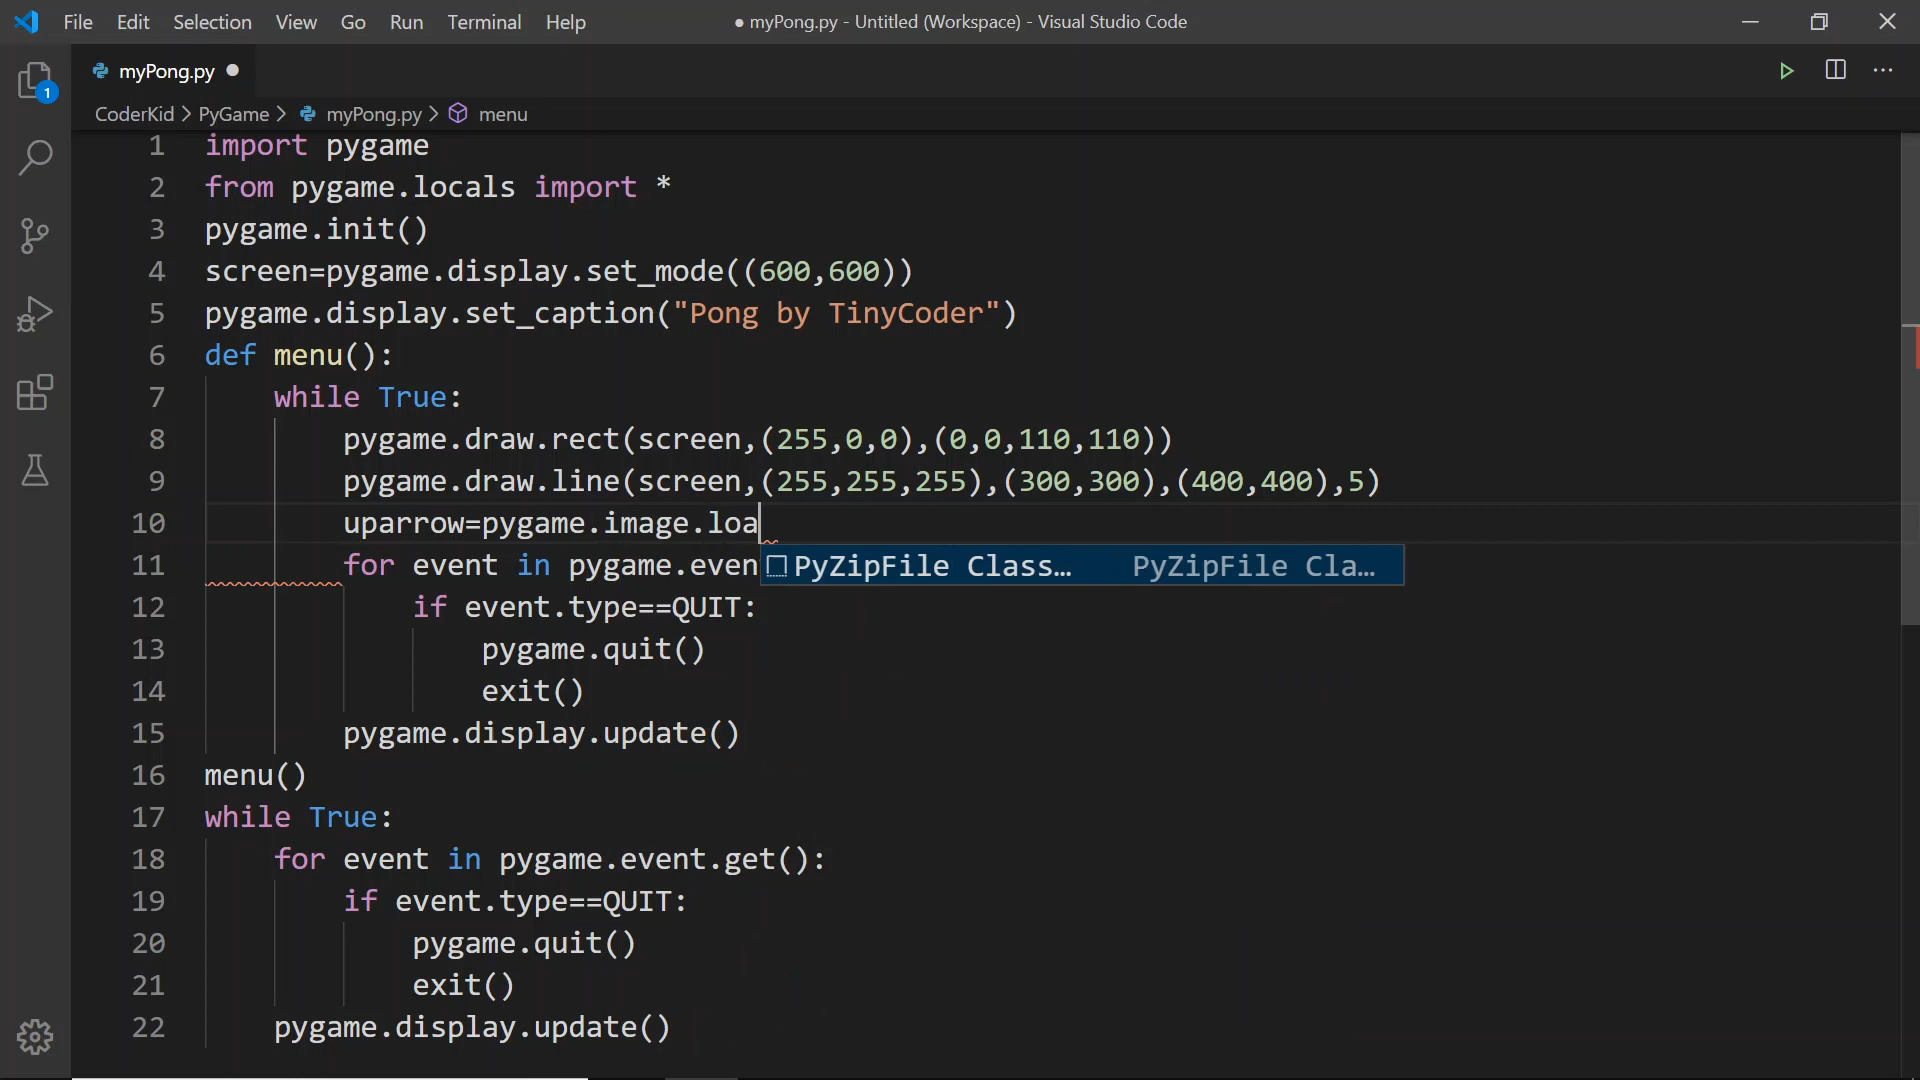 File Edit Selection View Go Run Terminal Help ● myPong.py - Untitled (Workspace) - Visual Studio Code
1
myPong.py ●
CoderKid > PyGame > myPong.py > menu
1 import pygame
2 from pygame.locals import *
3 pygame.init()
4 screen=pygame.display.set_mode((600,600))
5 pygame.display.set_caption("Pong by TinyCoder")
6 def menu():
7 while True:
8 pygame.draw.rect(screen,(255,0,0),(0,0,110,110))
9 pygame.draw.line(screen,(255,255,255),(300,300),(400,400),5)
10 uparrow=pygame.image.loa
11 for event in pygame.even
PyZipFile Class… PyZipFile Cla…
12 if event.type==QUIT:
13 pygame.quit()
14 exit()
15 pygame.display.update()
16 menu()
17 while True:
18 for event in pygame.event.get():
19 if event.type==QUIT:
20 pygame.quit()
21 exit()
22 pygame.display.update()